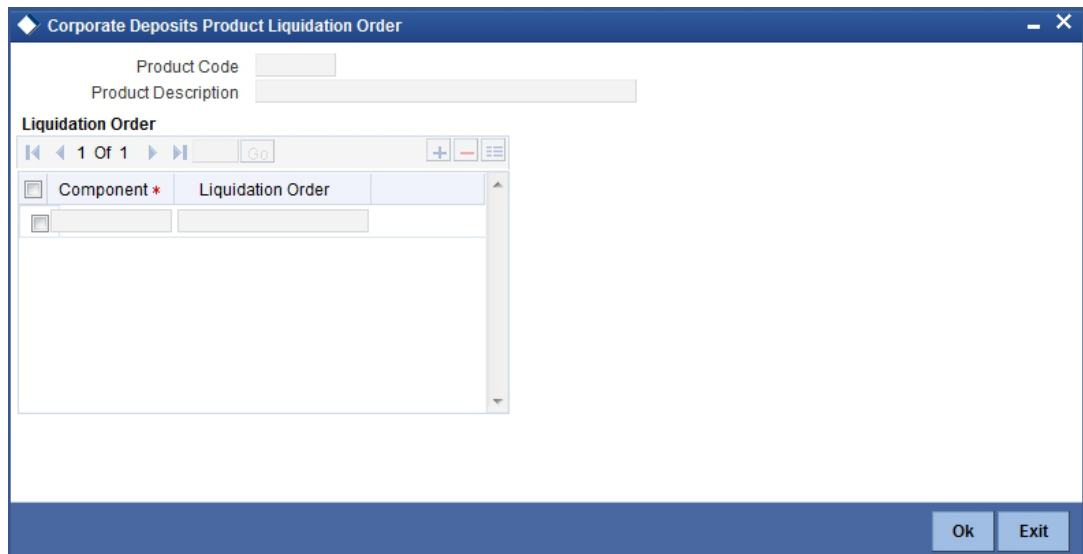 Corporate Deposits Product Liquidation Order
Product Code
Product Description
Liquidation Order
1 Of 1 Go
Component * Liquidation Order
Ok Exit